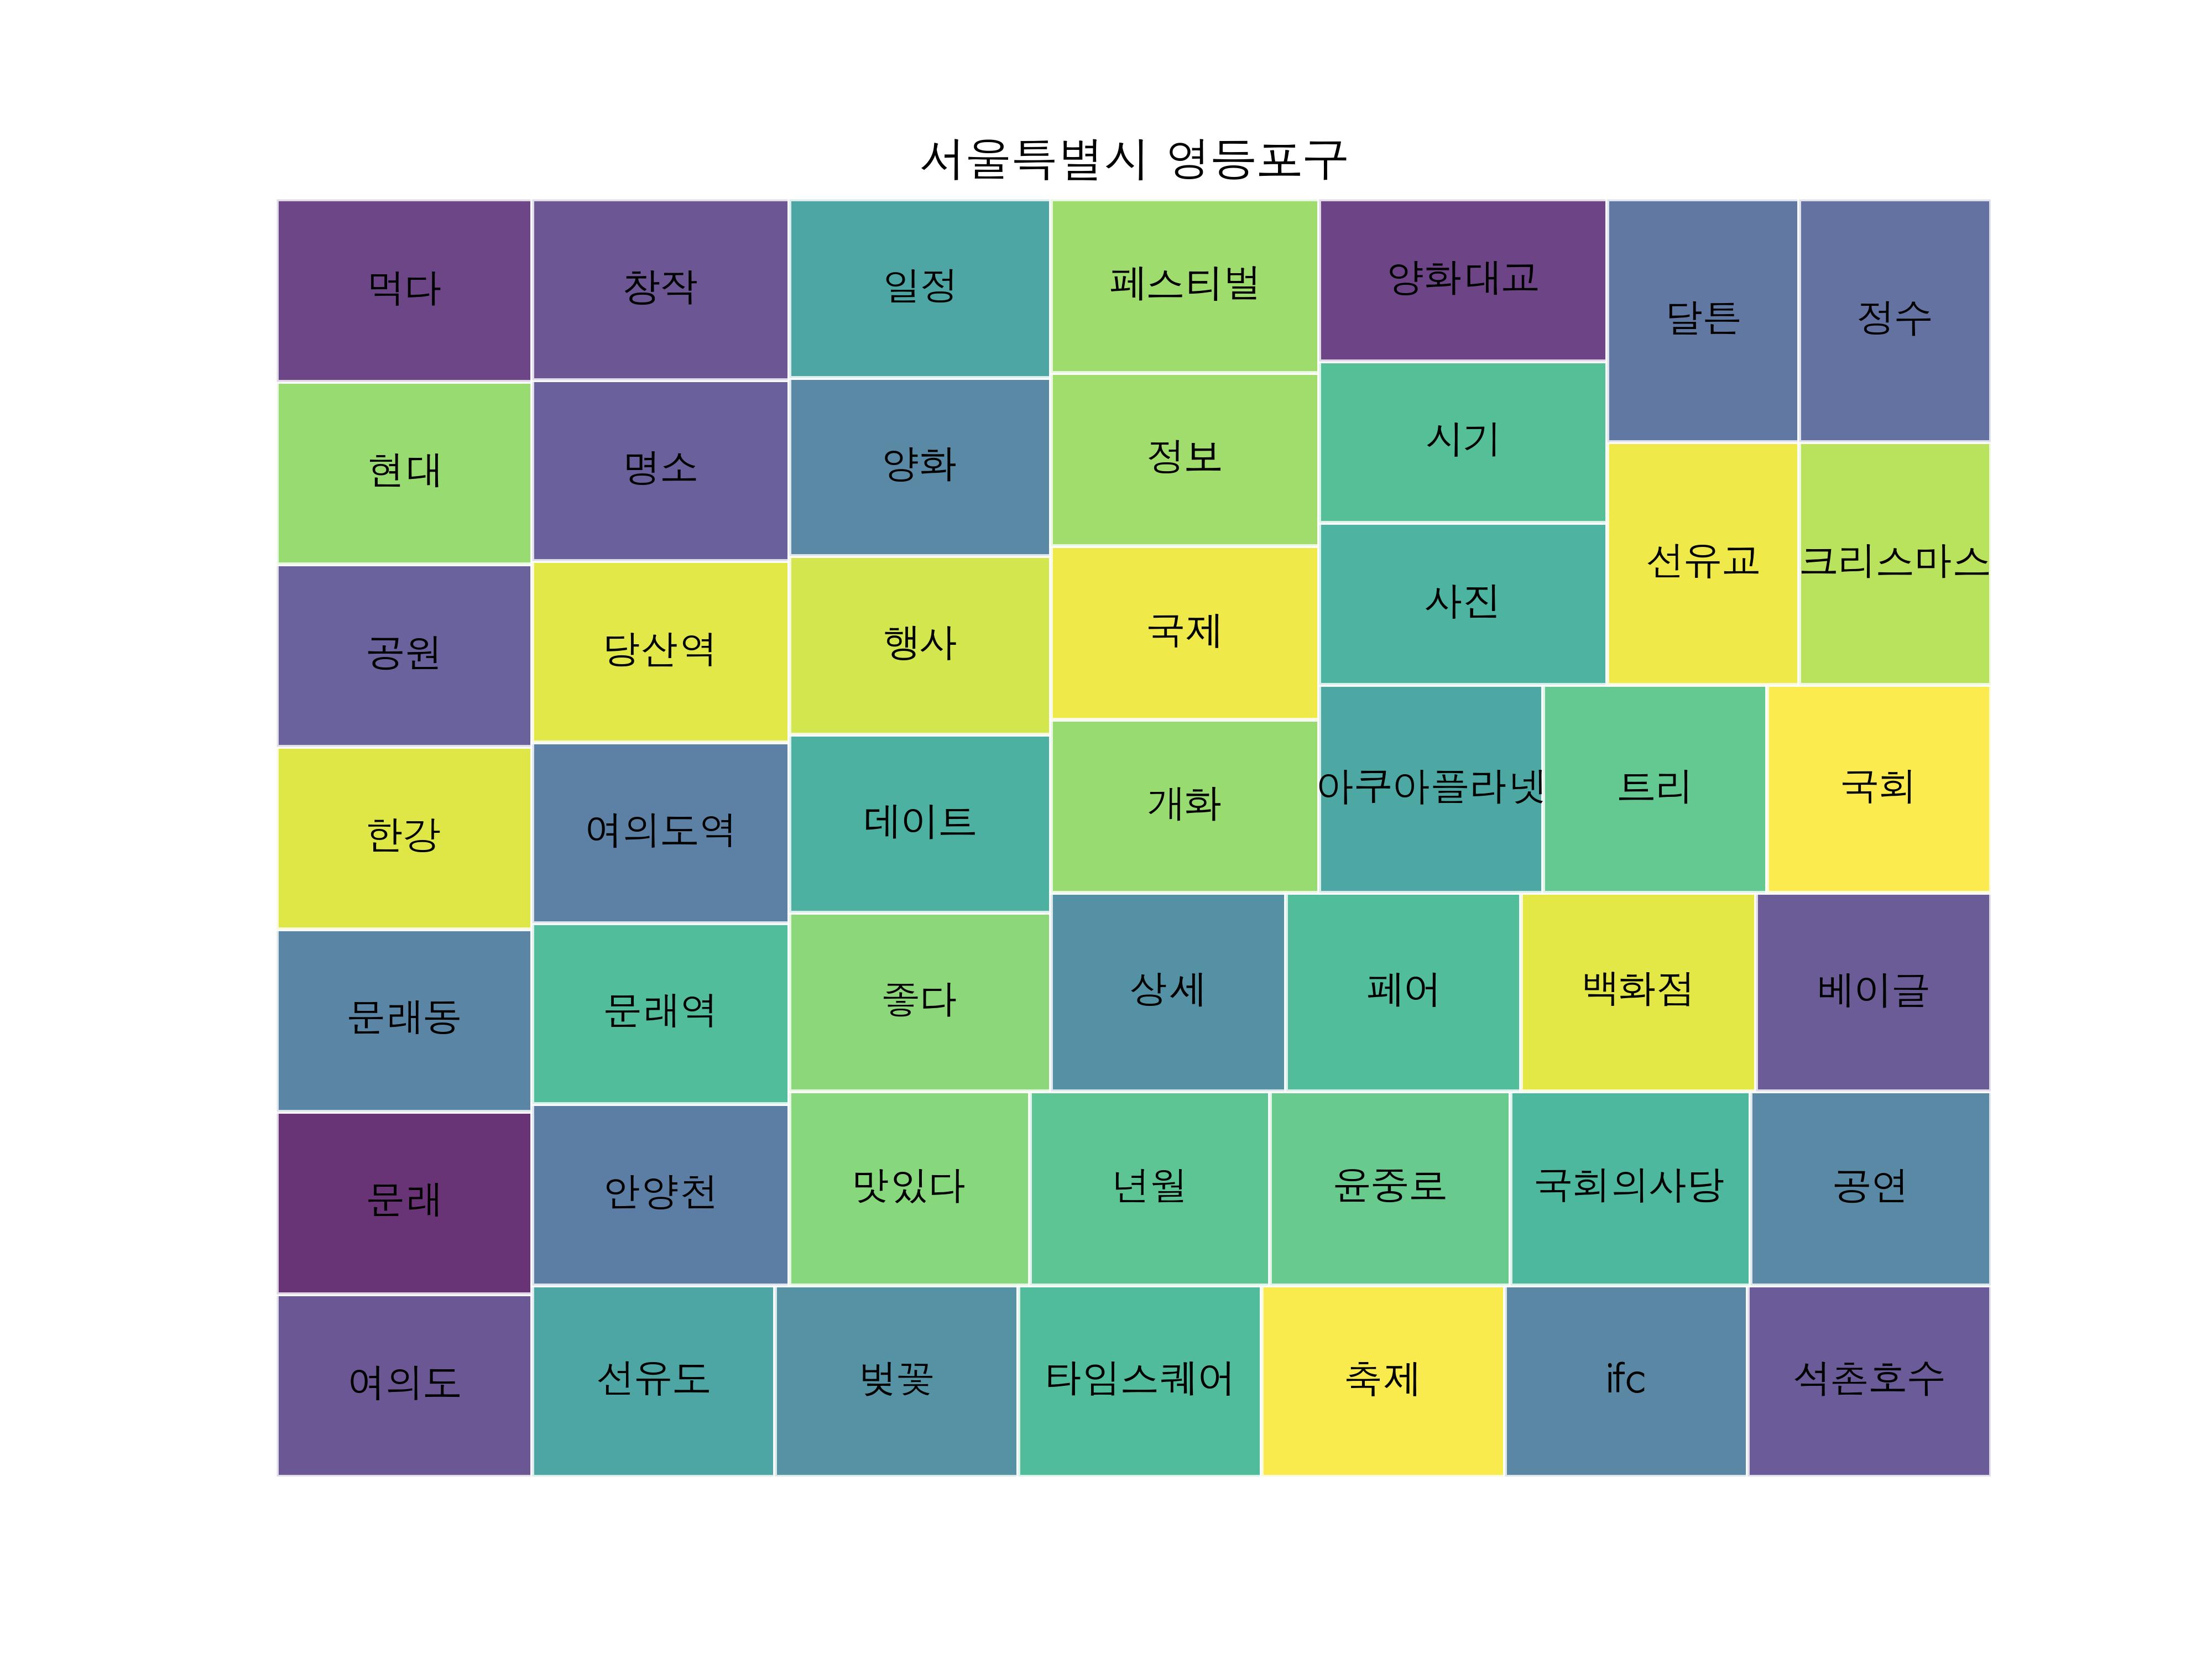 서울특별시 영등포구
먹다
창작
일정
페스티벌
양화대교
달튼
정수
현대
명소
양화
정보
시기
선유교
크리스마스
공원
당산역
행사
국제
사진
한강
여의도역
데이트
개화
아쿠아플라넷
트리
국회
문래동
문래역
좋다
상세
페어
백화점
베이글
문래
안양천
맛있다
년월
윤중로
국회의사당
공연
여의도
선유도
벚꽃
타임스퀘어
축제
ifc
석촌호수